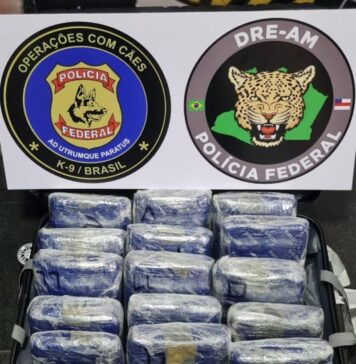 OPERAÇÕES COM CÃES
POLÍCIA
FEDERAL
AD UTRUMQUE PARATUS
K-9 / BRASIL
DRE-AM
POLÍCIA FEDERAL